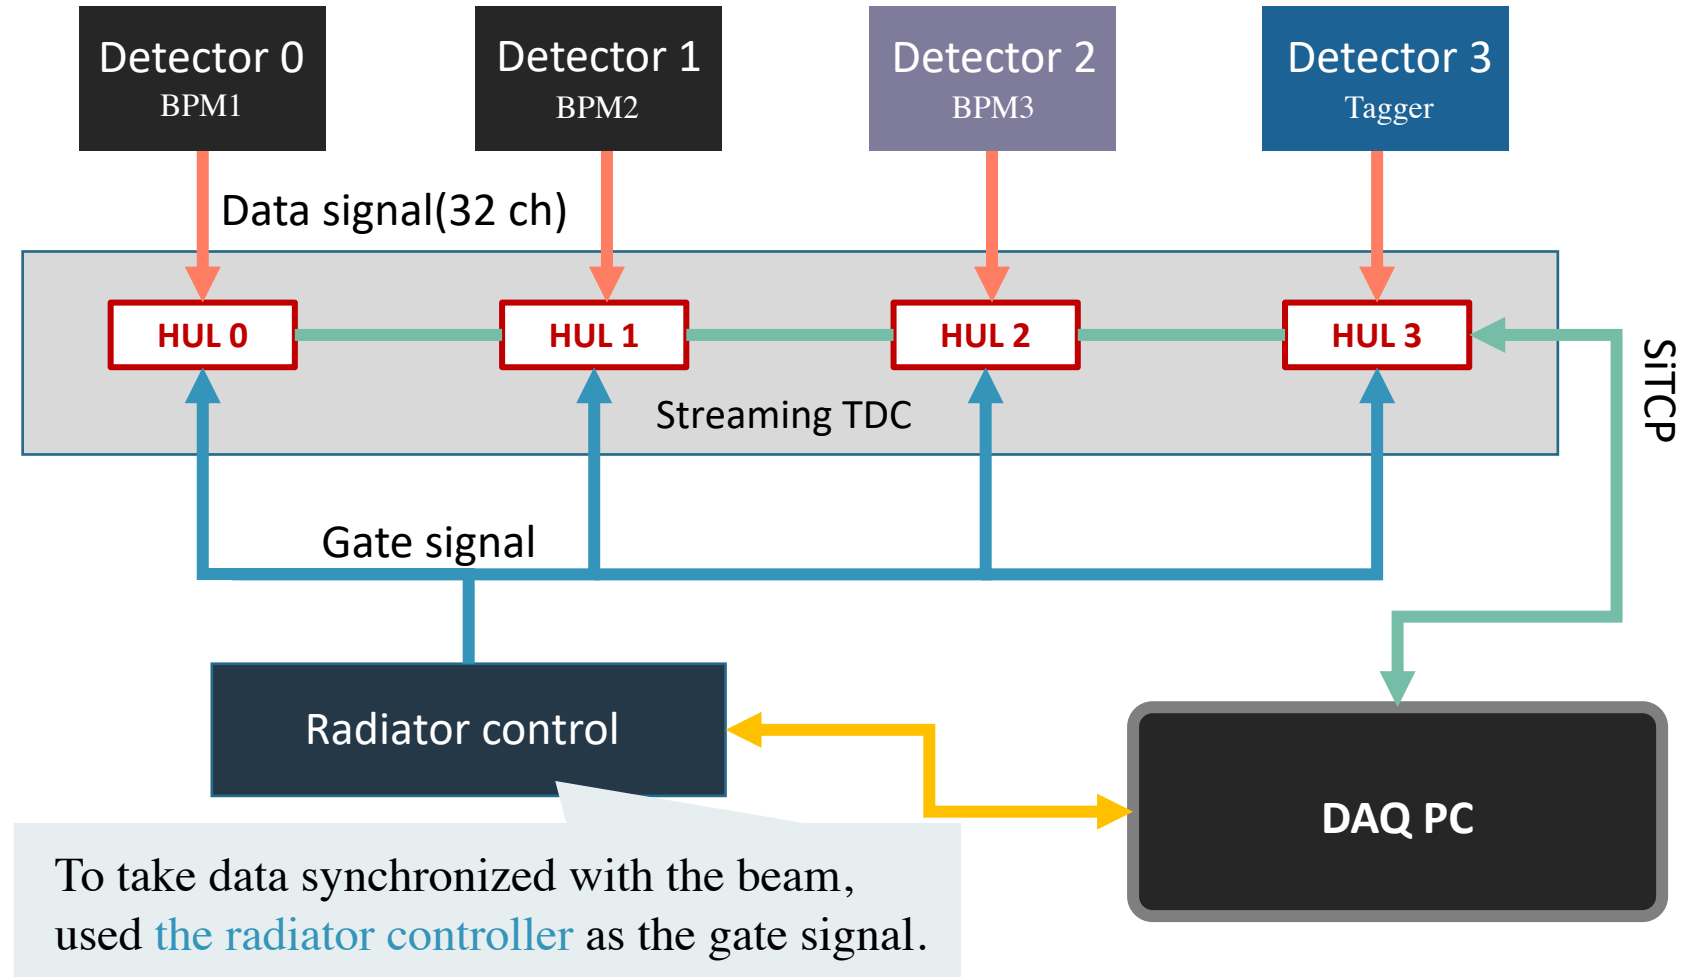 Detector 0
BPM1
Detector 1
BPM2
Detector 2
BPM3
Detector 3
Tagger
Data signal(32 ch)
HUL 0
HUL 1
HUL 2
HUL 3
SiTCP
Streaming TDC
Gate signal
Radiator control
DAQ PC
To take data synchronized with the beam,
used the radiator controller as the gate signal.